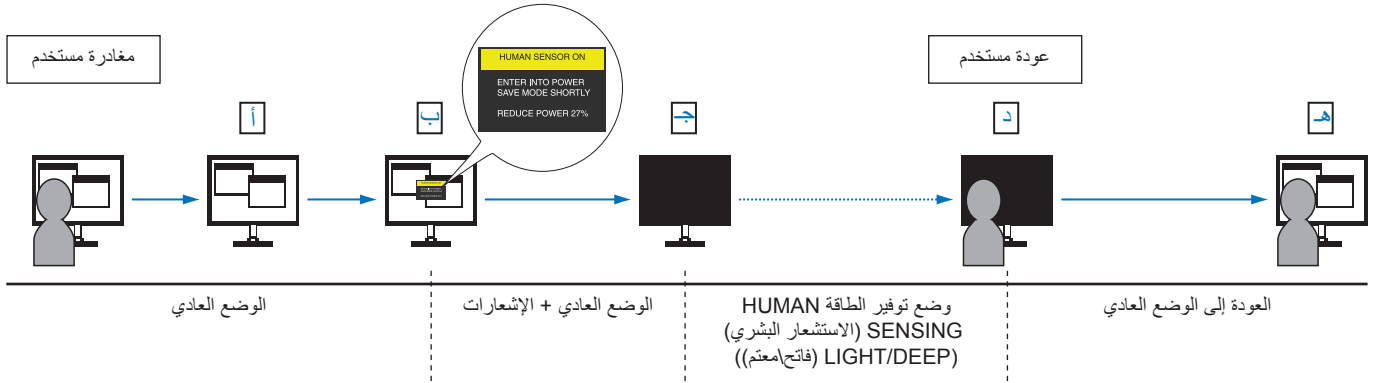 مغادرة مستخدم
عودة مستخدم
HUMAN SENSOR ON
ENTER INTO POWER
SAVE MODE SHORTLY
REDUCE POWER 27%
أ
ب
جـ
د
هـ
الوضع العادي
الوضع العادي + الإشعارات
وضع توفير الطاقة HUMAN
SENSING (الاستشعار البشري)
(LIGHT/DEEP (فاتح\معتم))
العودة إلى الوضع العادي